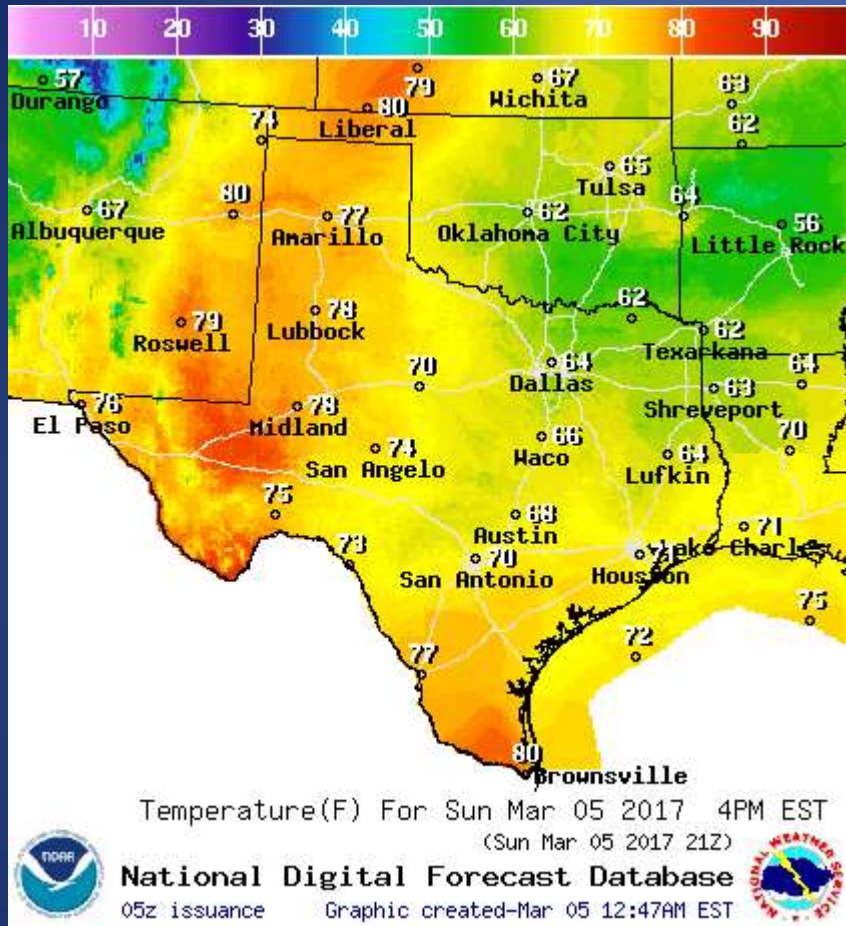 10 20 30 40 50 60 70 80 90
57 79 67 63
Durango 80 Wichita
Liberal
74 62
65
Tulsa
67 80 77 62 64 56
Albuquerque Amarillo Oklahoma City Little Rock
79 78 62 62
Roswell Lubbock Texarkana
70 64 64
Dallas
76 78 63
El Paso Midland Shreveport
74 66 64 70
San Angelo Waco Lufkin
75 68 71
Austin Lake Charles
73 70 71
San Antonio Houston
77 72 75
80
Brownsville
Temperature(F) For Sun Mar 05 2017 4PM EST
(Sun Mar 05 2017 21Z)
National Digital Forecast Database
05z issuance Graphic created-Mar 05 12:47AM EST
NOAA
NATIONAL WEATHER SERVICE